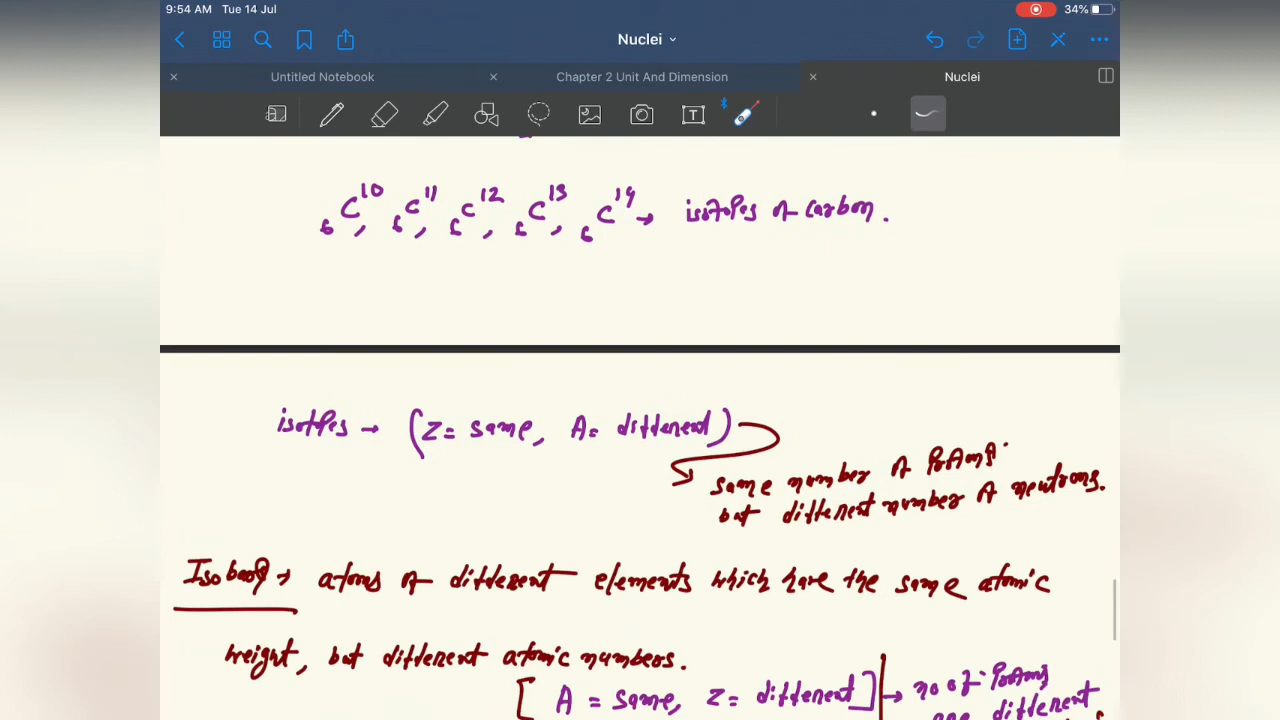 9:54 AM Tue 14 Jul 34%
Nuclei
Untitled Notebook Chapter 2 Unit And Dimension Nuclei
T
₆C¹⁰, ₆C¹¹, ₆C¹², ₆C¹³, ₆C¹⁴ → isotopes of carbon.
isotopes → (Z= same, A= different)
same number of protons
but different number of neutrons.
Isobars → atoms of different elements which have the same atomic
weight, but different atomic numbers.
[A = same, Z = different] → no of protons
are different